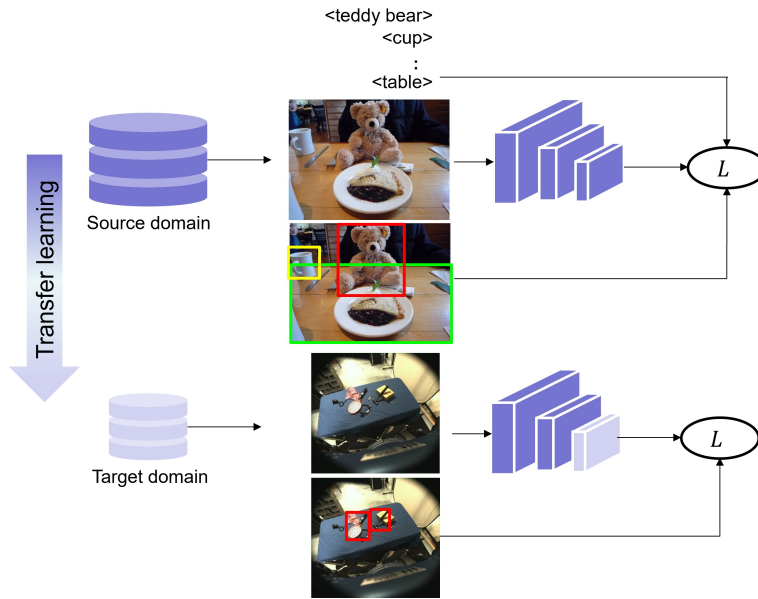 <teddy bear>
<cup>
:
<table>
L
Source domain
Transfer learning
L
Target domain